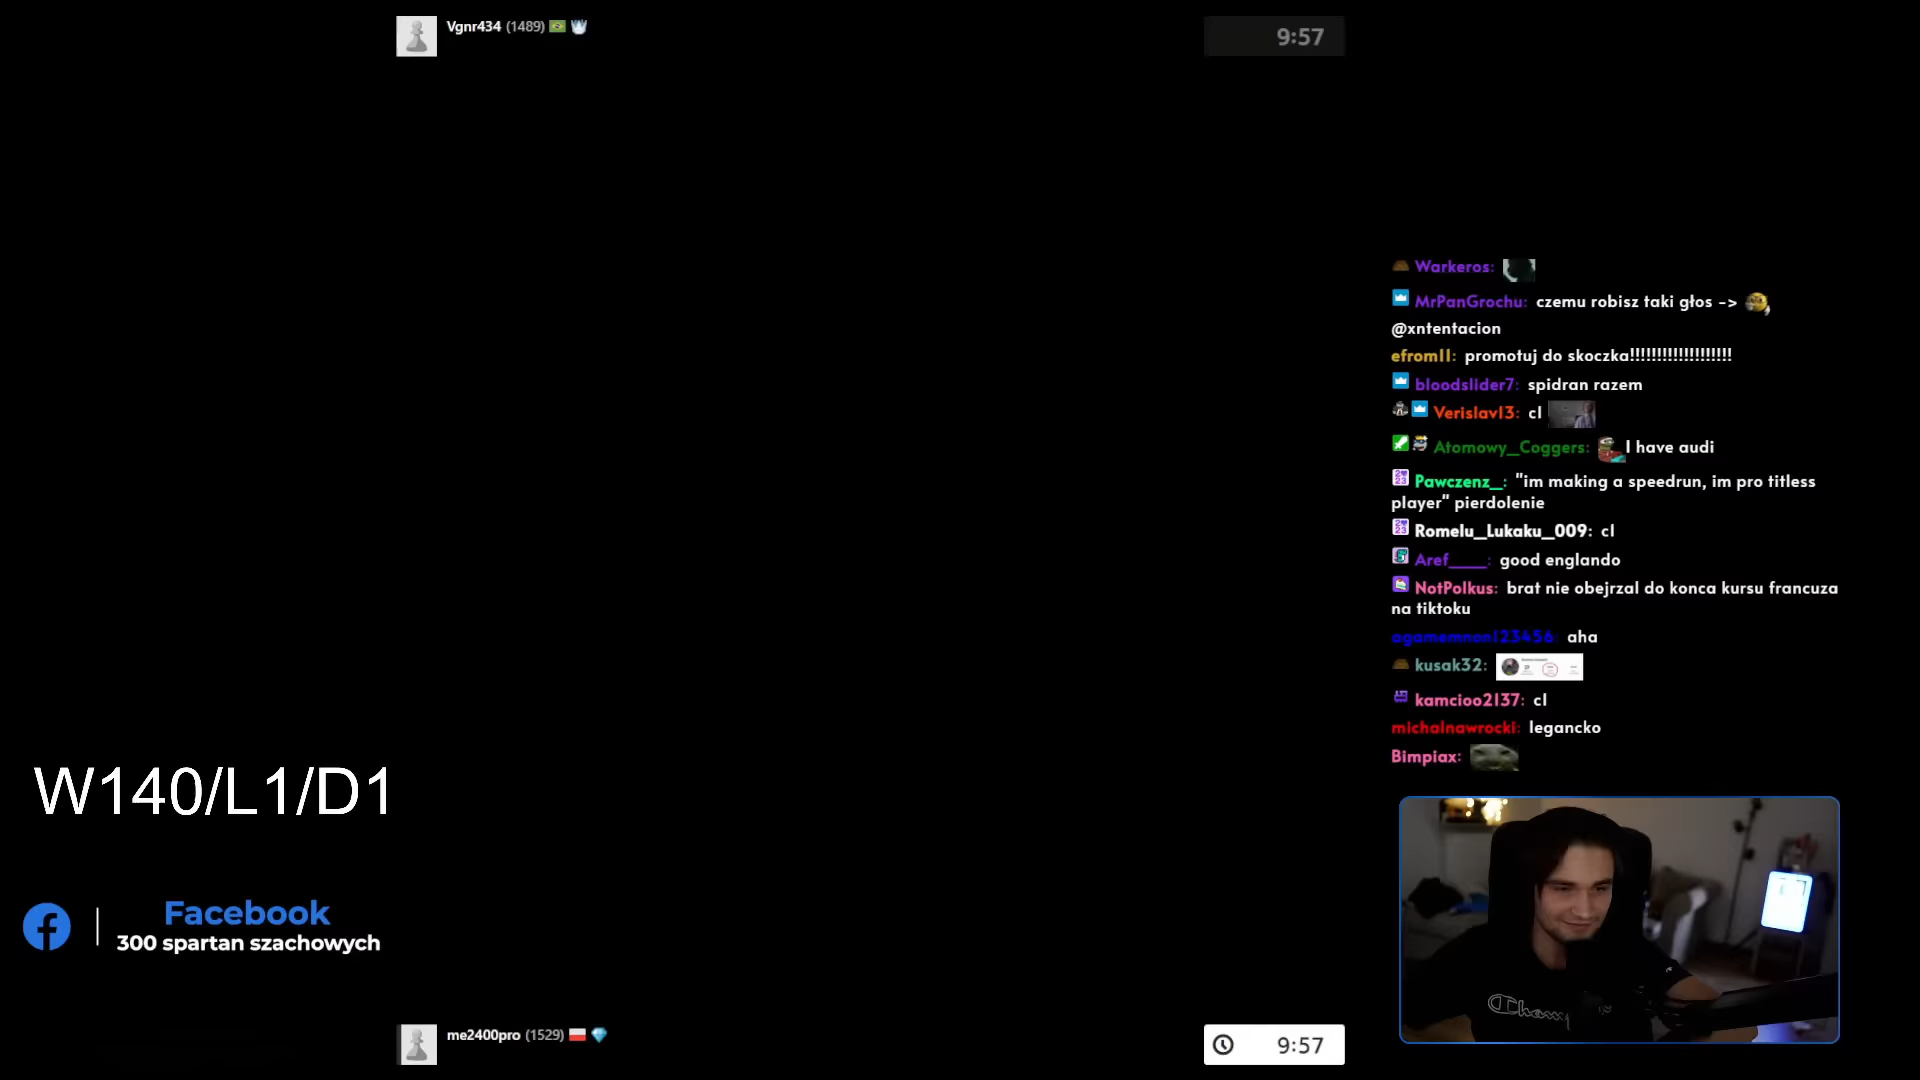 Vgnr434 (1489)
9:57
Warkeros:
MrPanGrochu: czemu robisz taki głos ->
@xntentacion
efrom11: promotuj do skoczka!!!!!!!!!!!!!!!!!!!
bloodslider7: spidran razem
Verislav13: cl
Atomowy_Coggers: I have audi
Pawczenz_: "im making a speedrun, im pro titless
player" pierdolenie
Romelu_Lukaku_009: cl
Aref____: good englando
NotPolkus: brat nie obejrzal do konca kursu francuza
na tiktoku
agamemnon123456: aha
kusak32:
kamcioo2137: cl
michalnawrocki: legancko
Bimpiax:
W140/L1/D1
Facebook
300 spartan szachowych
Champ
me2400pro (1529)
9:57